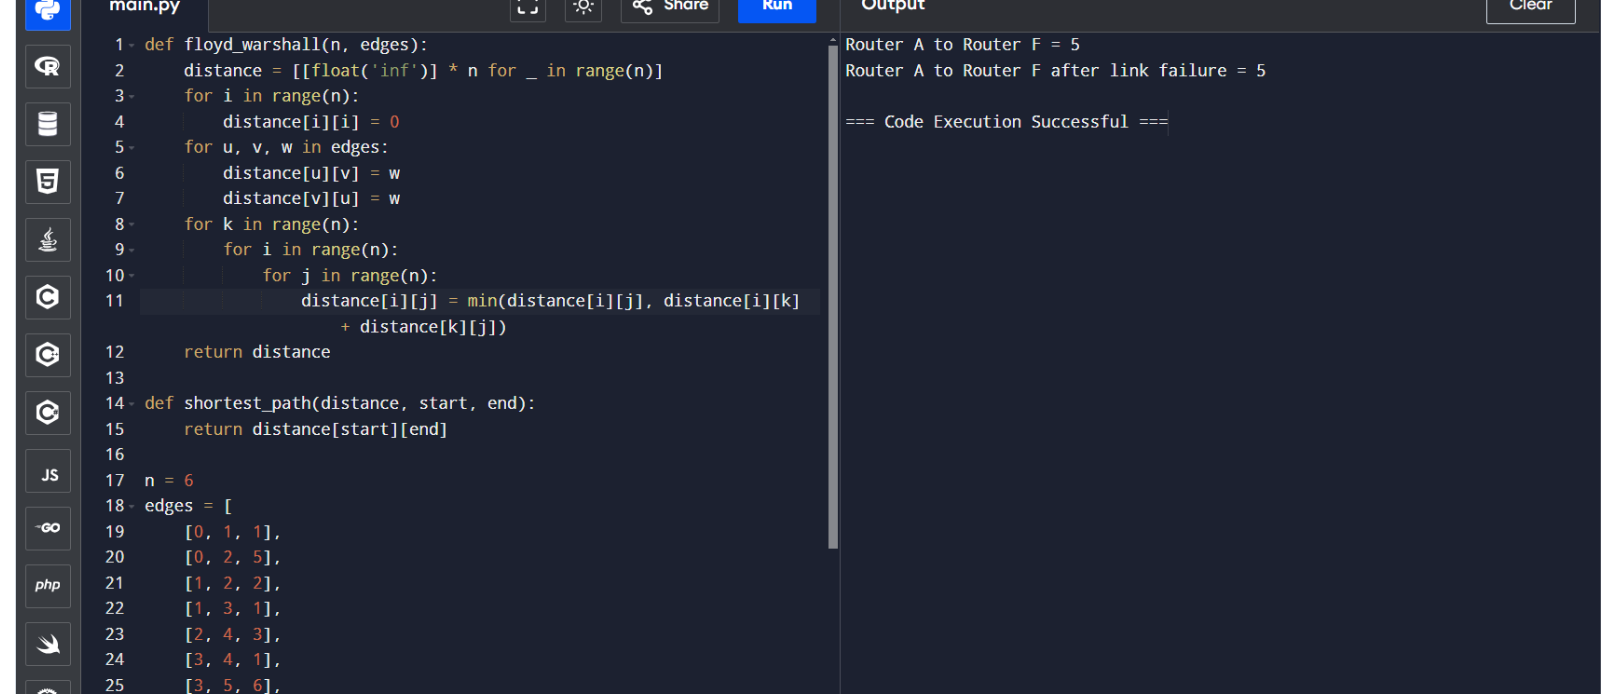 main.py
Share
Run
Output
Clear
1 def floyd_warshall(n, edges):
2 distance = [[float('inf')] * n for _ in range(n)]
3 for i in range(n):
4 distance[i][i] = 0
5 for u, v, w in edges:
6 distance[u][v] = w
7 distance[v][u] = w
8 for k in range(n):
9 for i in range(n):
10 for j in range(n):
11 distance[i][j] = min(distance[i][j], distance[i][k]
+ distance[k][j])
12 return distance
13
14 def shortest_path(distance, start, end):
15 return distance[start][end]
16
17 n = 6
18 edges = [
19 [0, 1, 1],
20 [0, 2, 5],
21 [1, 2, 2],
22 [1, 3, 1],
23 [2, 4, 3],
24 [3, 4, 1],
25 [3, 5, 6],
Router A to Router F = 5
Router A to Router F after link failure = 5
=== Code Execution Successful ===
R
5
C
C
C
JS
GO
php